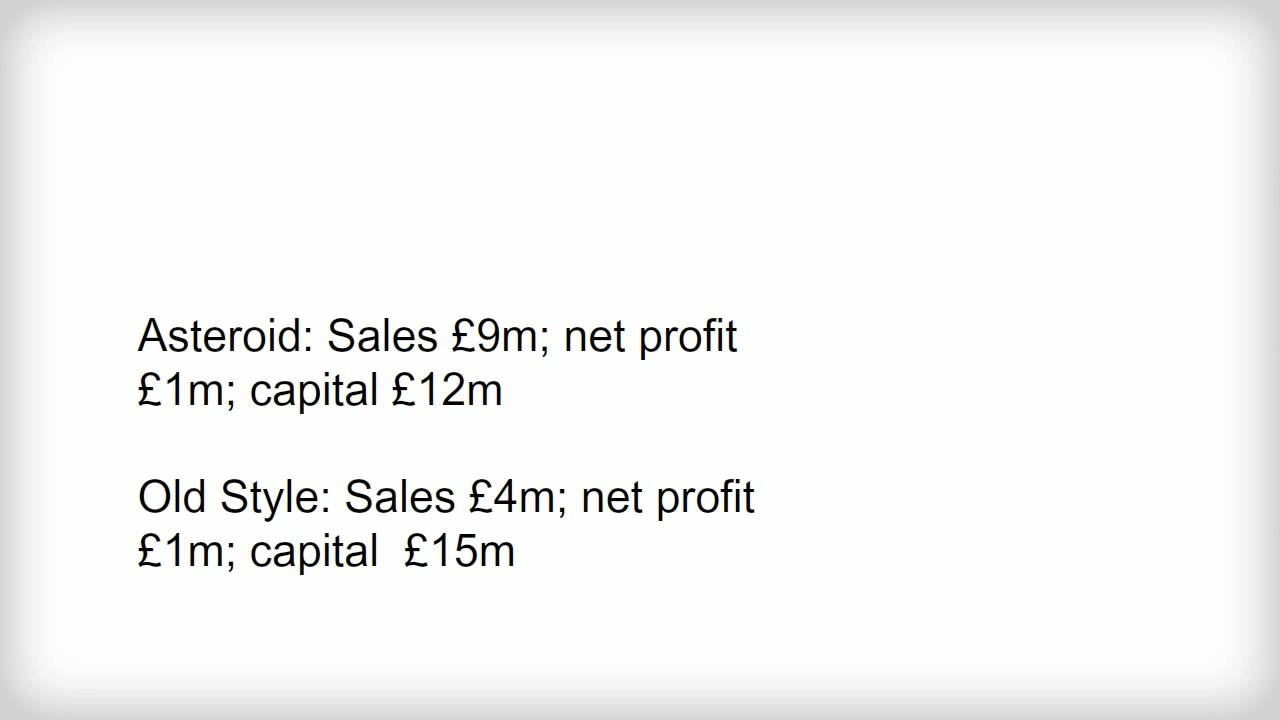 Asteroid: Sales £9m; net profit
£1m; capital £12m
Old Style: Sales £4m; net profit
£1m; capital  £15m